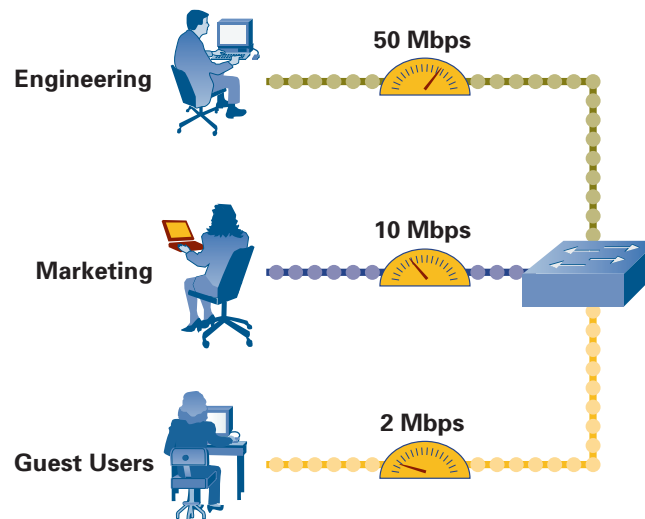 50 Mbps
Engineering
10 Mbps
Marketing
2 Mbps
Guest Users